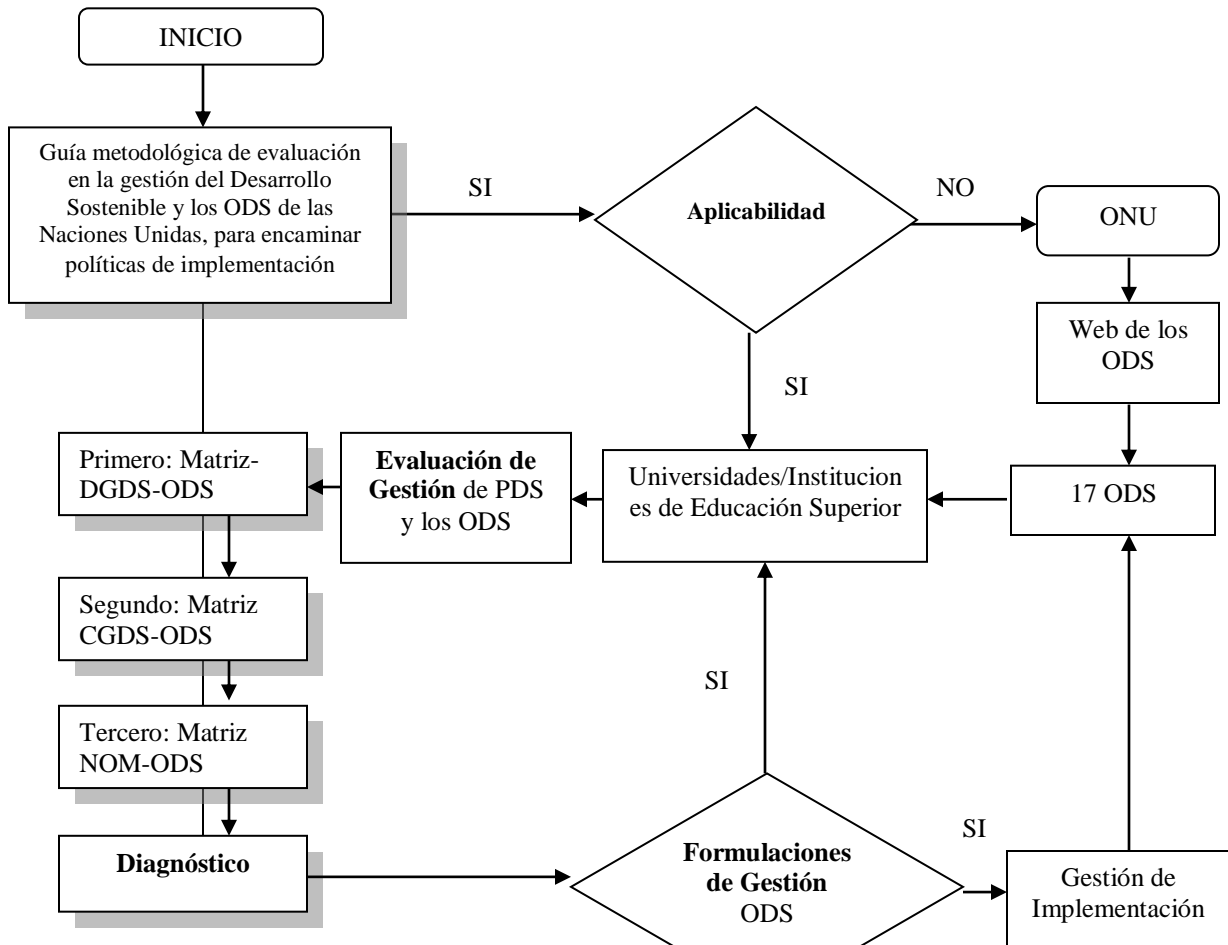 INICIO
Guía metodológica de evaluación
en la gestión del Desarrollo
Sostenible y los ODS de las
Naciones Unidas, para encaminar
políticas de implementación
SI
Aplicabilidad
NO
ONU
Web de los
ODS
SI
Primero: Matriz-
DGDS-ODS
Evaluación de
Gestión de PDS
y los ODS
Universidades/Institucion
es de Educación Superior
17 ODS
Segundo: Matriz
CGDS-ODS
SI
Tercero: Matriz
NOM-ODS
Diagnóstico
Formulaciones
de Gestión
ODS
SI
Gestión de
Implementación